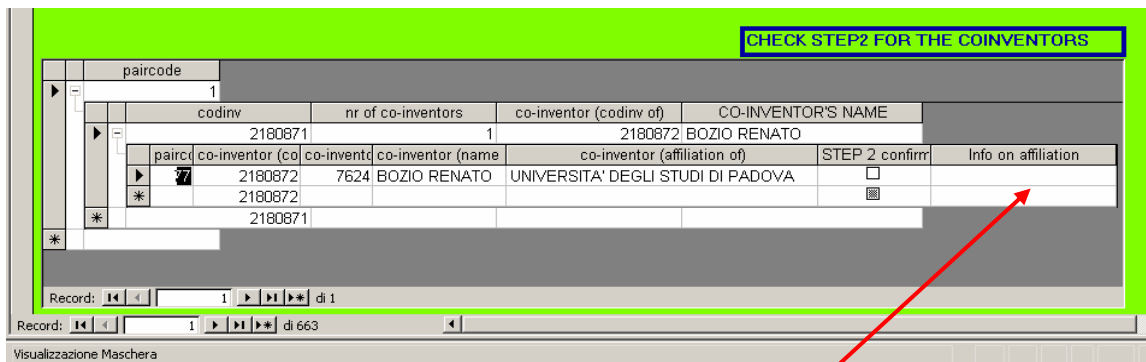 CHECK STEP2 FOR THE COINVENTORS
paircode
1
codinv nr of co-inventors co-inventor (codinv of) CO-INVENTOR'S NAME
2180871 1 2180872 BOZIO RENATO
pairco co-inventor (co co-invento co-inventor (name co-inventor (affiliation of) STEP 2 confirm Info on affiliation
2180872 7624 BOZIO RENATO UNIVERSITA' DEGLI STUDI DI PADOVA
2180872
2180871
Record: 1 di 1
Record: 1 di 663
Visualizzazione Maschera